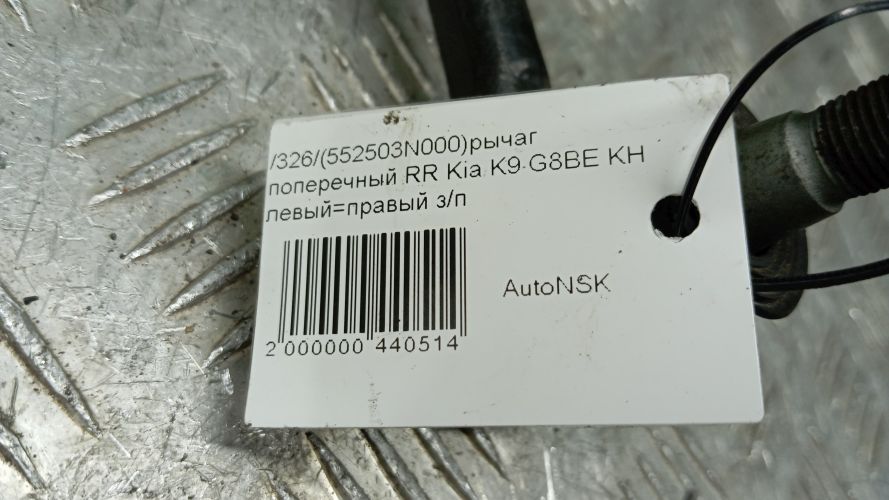 /326/(552503N000)рычаг
поперечный RR Kia K9 G8BE KH
левый=правый з/п
AutoNSK
2 000000 440514